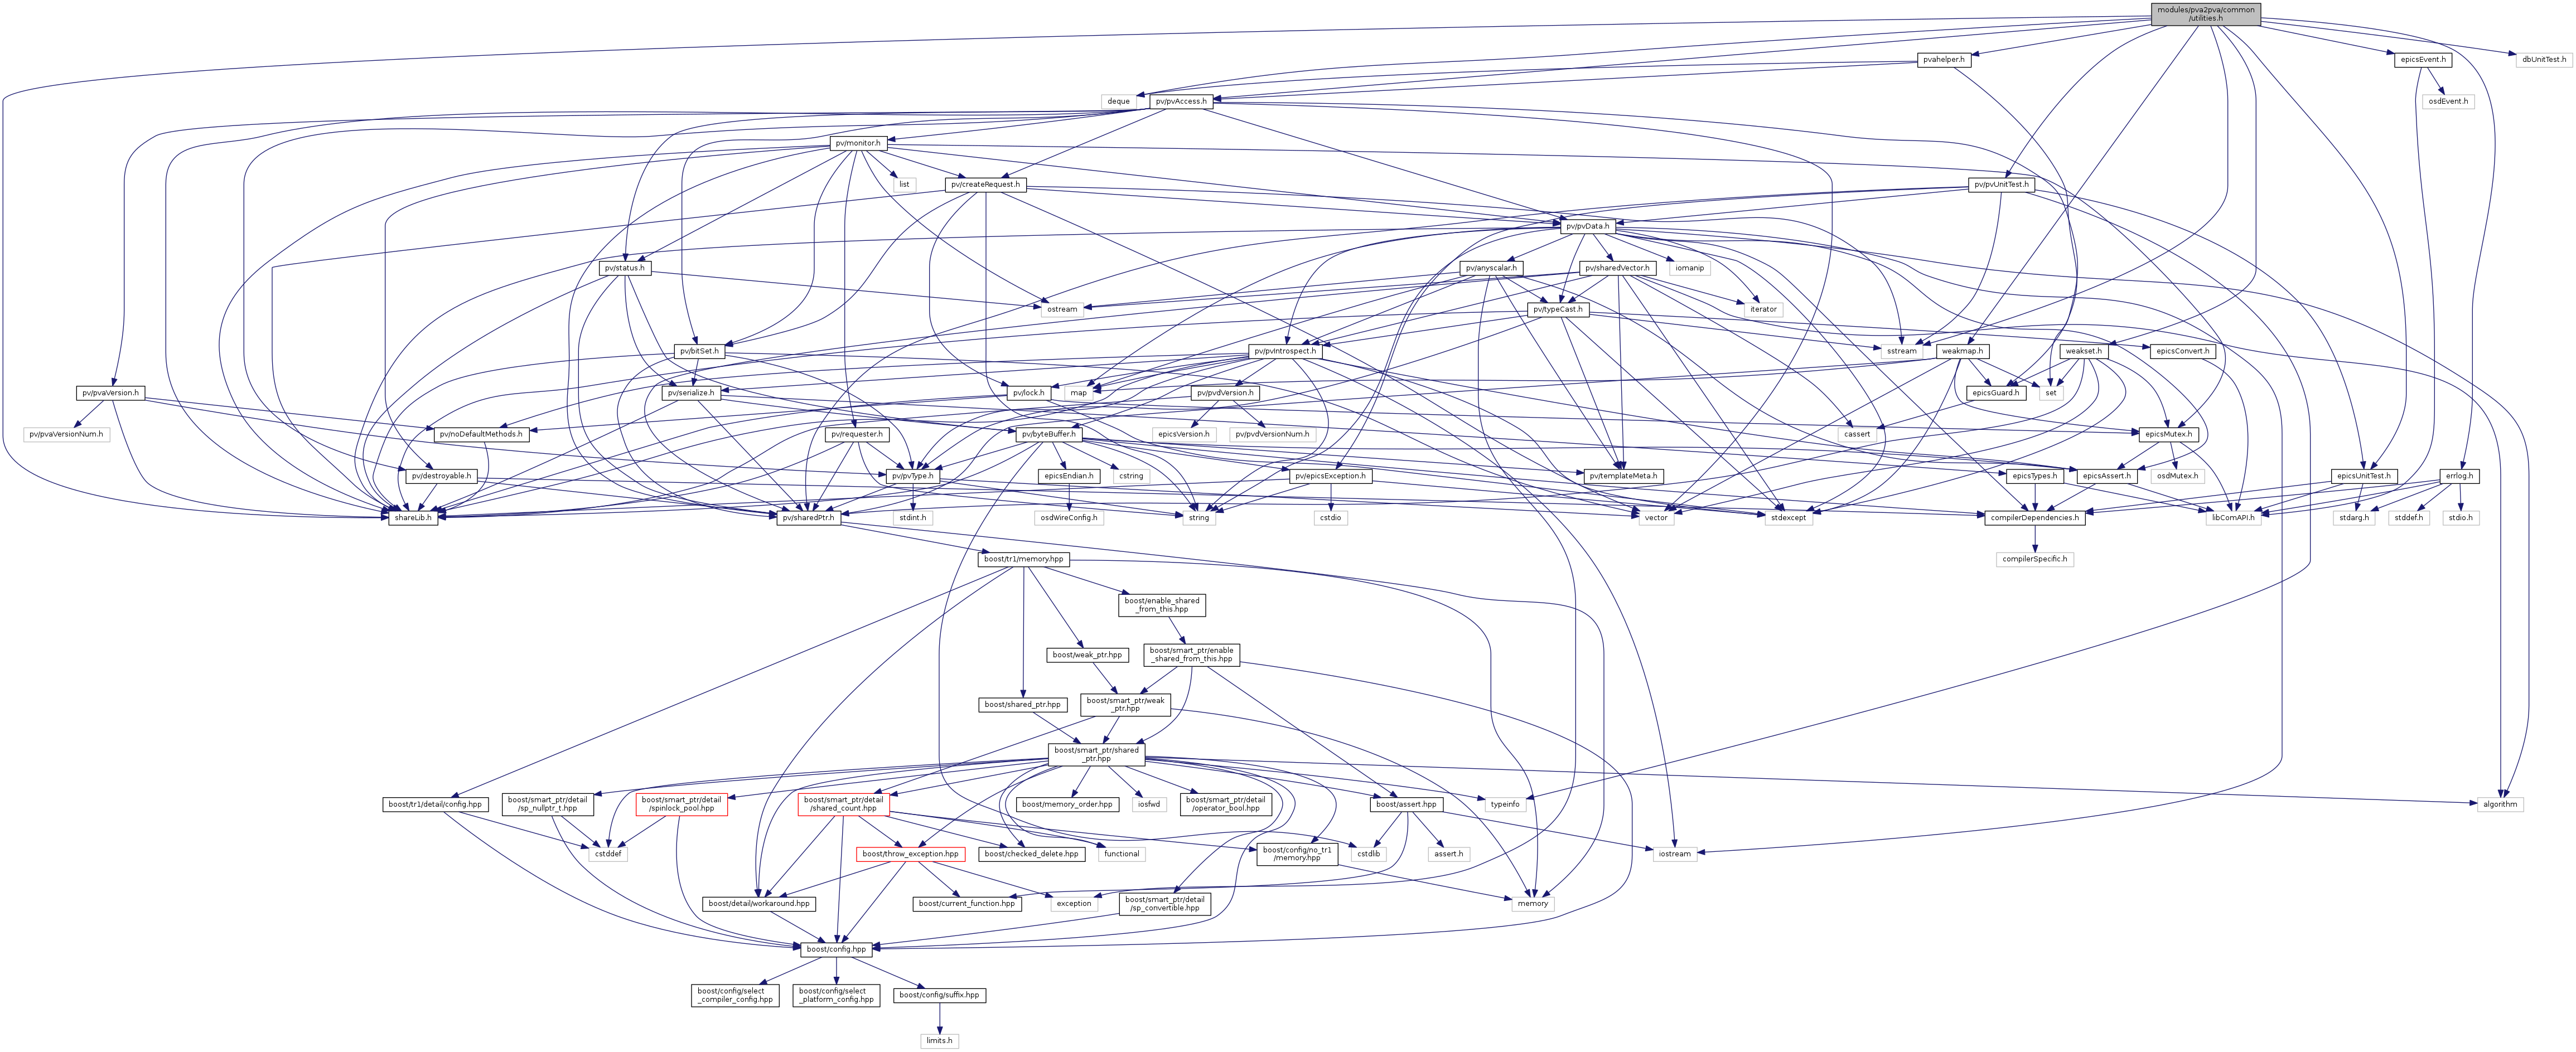 modules/pva2pva/common
/utilities.h
pvahelper.h
epicsEvent.h
dbUnitTest.h
deque
pv/pvAccess.h
osdEvent.h
pv/monitor.h
list
pv/createRequest.h
pv/pvUnitTest.h
pv/pvData.h
pv/status.h
pv/anyscalar.h
pv/sharedVector.h
iomanip
ostream
pv/typeCast.h
iterator
pv/bitSet.h
pv/pvIntrospect.h
sstream
weakmap.h
weakset.h
epicsConvert.h
pv/pvaVersion.h
pv/serialize.h
pv/lock.h
map
pv/pvdVersion.h
epicsGuard.h
set
pv/pvaVersionNum.h
pv/noDefaultMethods.h
pv/requester.h
pv/byteBuffer.h
epicsVersion.h
pv/pvdVersionNum.h
cassert
epicsMutex.h
pv/destroyable.h
pv/pvType.h
epicsEndian.h
cstring
pv/epicsException.h
pv/templateMeta.h
epicsTypes.h
epicsAssert.h
osdMutex.h
epicsUnitTest.h
errlog.h
shareLib.h
pv/sharedPtr.h
stdint.h
osdWireConfig.h
string
cstdio
vector
stdexcept
compilerDependencies.h
libComAPI.h
stdarg.h
stddef.h
stdio.h
boost/tr1/memory.hpp
compilerSpecific.h
boost/enable_shared
_from_this.hpp
boost/weak_ptr.hpp
boost/smart_ptr/enable
_shared_from_this.hpp
boost/shared_ptr.hpp
boost/smart_ptr/weak
_ptr.hpp
boost/smart_ptr/shared
_ptr.hpp
boost/tr1/detail/config.hpp
boost/smart_ptr/detail
/sp_nullptr_t.hpp
boost/smart_ptr/detail
/spinlock_pool.hpp
boost/smart_ptr/detail
/shared_count.hpp
boost/memory_order.hpp
iosfwd
boost/smart_ptr/detail
/operator_bool.hpp
boost/assert.hpp
typeinfo
algorithm
cstddef
boost/throw_exception.hpp
boost/checked_delete.hpp
functional
boost/config/no_tr1
/memory.hpp
cstdlib
assert.h
iostream
boost/detail/workaround.hpp
boost/current_function.hpp
exception
boost/smart_ptr/detail
/sp_convertible.hpp
memory
boost/config.hpp
boost/config/select
_compiler_config.hpp
boost/config/select
_platform_config.hpp
boost/config/suffix.hpp
limits.h